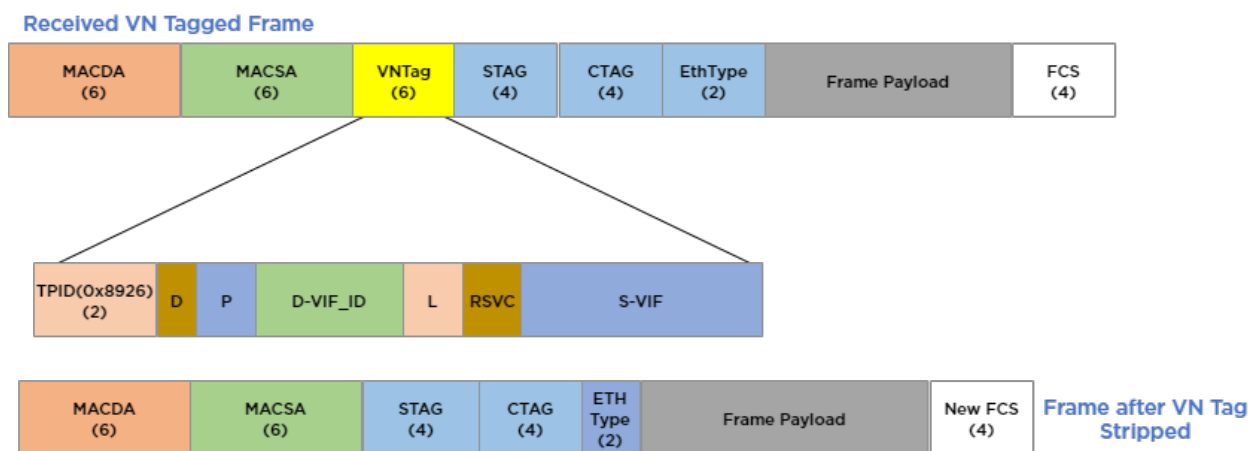 Received VN Tagged Frame
MACDA
(6)
MACSA
(6)
VNTag
(6)
STAG
(4)
CTAG
(4)
EthType
(2)
Frame Payload
FCS
(4)
TPID(0x8926)
(2)
D
P
D-VIF_ID
L
RSVC
S-VIF
MACDA
(6)
MACSA
(6)
STAG
(4)
CTAG
(4)
ETH
Type
(2)
Frame Payload
New FCS
(4)
Frame after VN Tag
Stripped